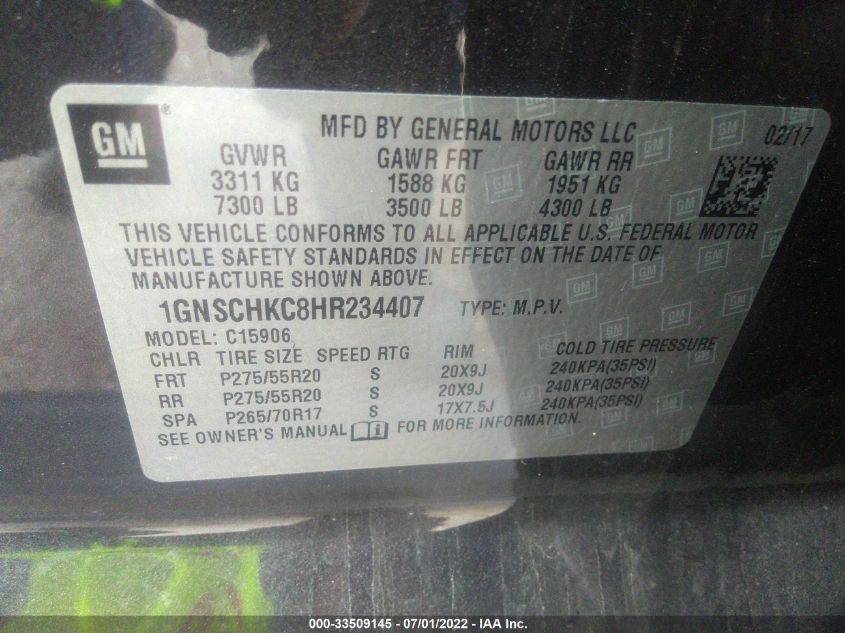 GM
MFD BY GENERAL MOTORS LLC 02/17
GVWR GAWR FRT GAWR RR
3311 KG 1588 KG 1951 KG
7300 LB 3500 LB 4300 LB
THIS VEHICLE CONFORMS TO ALL APPLICABLE U.S. FEDERAL MOTOR
VEHICLE SAFETY STANDARDS IN EFFECT ON THE DATE OF
MANUFACTURE SHOWN ABOVE.
1GNSCHKC8HR234407 TYPE: M.P.V.
MODEL: C15906
CHLR TIRE SIZE SPEED RTG RIM COLD TIRE PRESSURE
FRT P275/55R20 S 20X9J 240KPA(35PSI)
RR P275/55R20 S 20X9J 240KPA(35PSI)
SPA P265/70R17 S 17X7.5J 240KPA(35PSI)
SEE OWNER'S MANUAL FOR MORE INFORMATION.
000-33509145 - 07/01/2022 - IAA Inc.